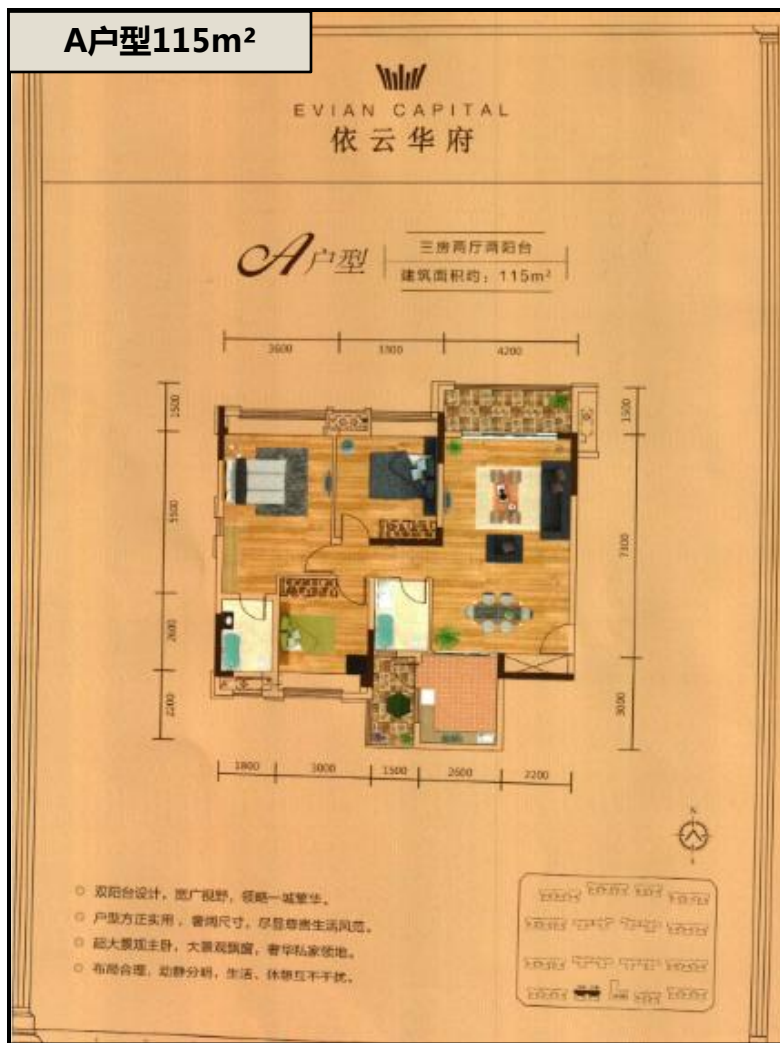 A户型115m²
EVIAN CAPITAL
依云华府
A户型
三房两厅两阳台
建筑面积约：115m²
3600 3300 4200
1500
5500
2600
2200
1500
7300
3000
1800 3000 1500 2600 2200
N
双阳台设计，宽广视野，领略一城繁华。
户型方正实用，奢阔尺寸，尽显尊贵生活风范。
超大景观主卧，大景观飘窗，奢华私家领地。
布局合理，动静分明，生活、休憩互不干扰。